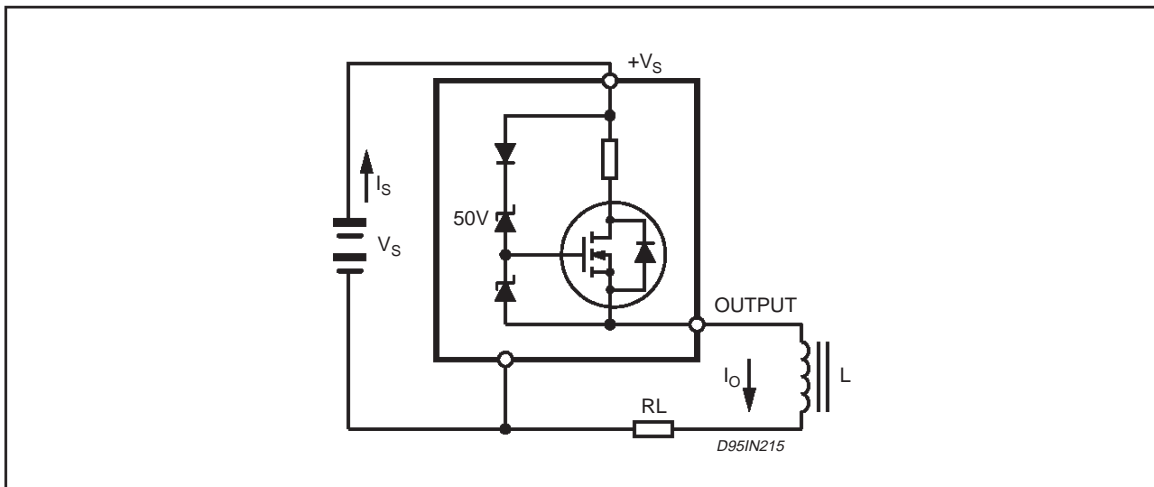 +VS
IS
50V
VS
OUTPUT
IO
L
RL
D95IN215